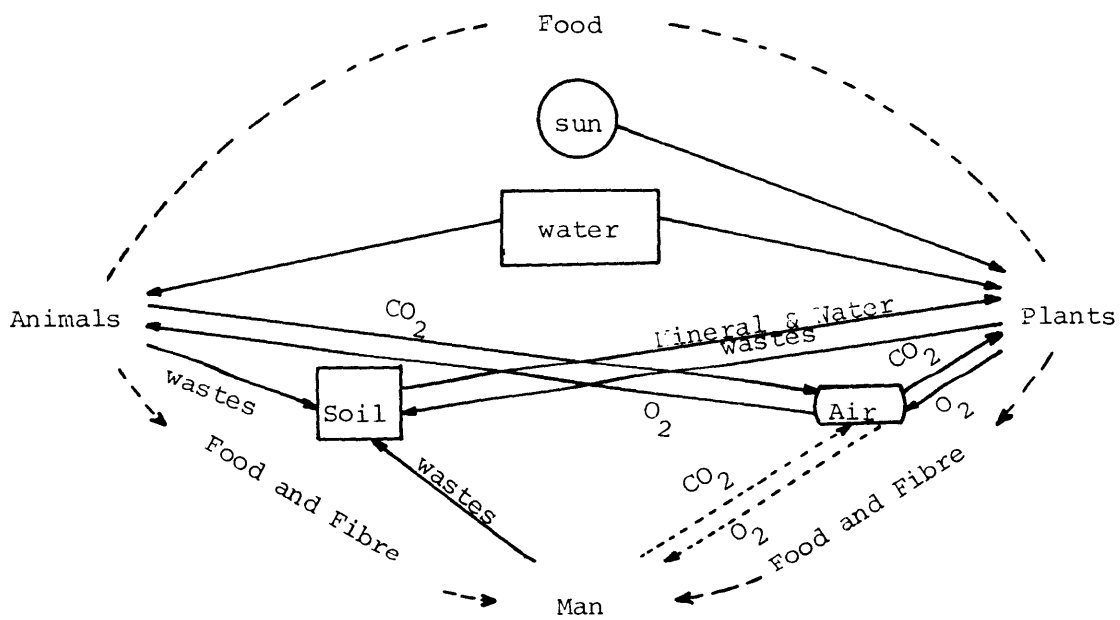 Food
sun
water
Animals
CO2
Mineral & Water
wastes
Plants
CO2
wastes
Soil
O2
Air
O2
wastes
CO2
O2
Food and Fibre
Food and Fibre
Man